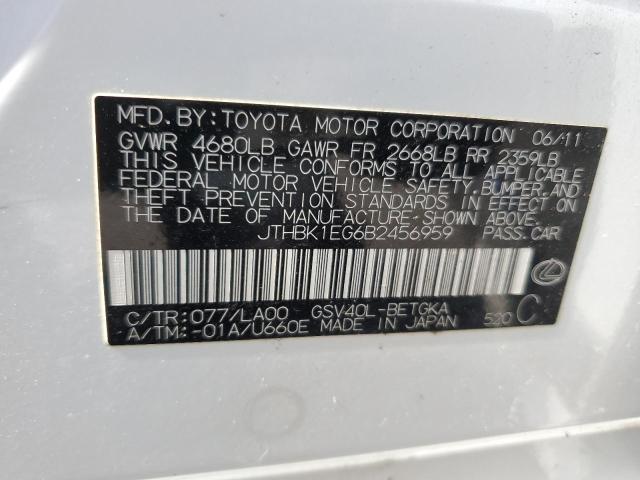 MFD. BY: TOYOTA MOTOR CORPORATION 06/11
GVWR 4680LB GAWR FR 2668LB RR 2359LB
THIS VEHICLE CONFORMS TO ALL APPLICABLE
FEDERAL MOTOR VEHICLE SAFETY, BUMPER, AND
THEFT PREVENTION STANDARDS IN EFFECT ON
THE DATE OF MANUFACTURE SHOWN ABOVE.
JTHBK1EG6B2456959 PASS. CAR
C/TR: 077/LA00 GSV40L-BETGKA 520 C
A/TM: -01A/U660E MADE IN JAPAN